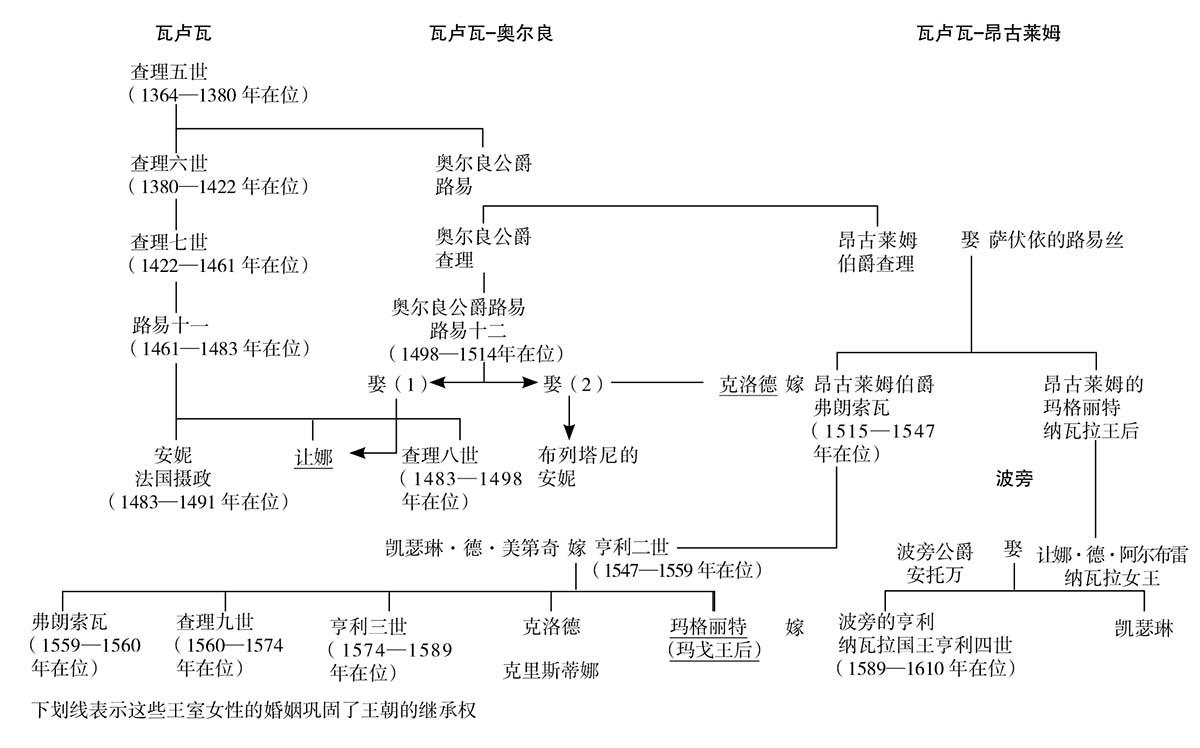 瓦卢瓦
瓦卢瓦-奥尔良
瓦卢瓦-昂古莱姆
查理五世
(1364—1380 年在位)
查理六世
(1380—1422 年在位)
奥尔良公爵
路易
查理七世
(1422—1461 年在位)
奥尔良公爵
查理
昂古莱姆
伯爵查理
娶 萨伏依的路易丝
路易十一
(1461—1483 年在位)
奥尔良公爵路易
路易十二
(1498—1514年在位)
娶(1)
娶(2)
克洛德 嫁 昂古莱姆伯爵
弗朗索瓦
(1515—1547
年在位)
昂古莱姆的
玛格丽特
纳瓦拉王后
安妮
法国摄政
(1483—1491 年在位)
让娜
查理八世
(1483—1498
年在位)
布列塔尼的
安妮
波旁
凯瑟琳·德·美第奇 嫁 亨利二世
(1547—1559 年在位)
波旁公爵
安托万
娶
让娜·德·阿尔布雷
纳瓦拉女王
弗朗索瓦
(1559—1560
年在位)
查理九世
(1560—1574
年在位)
亨利三世
(1574—1589
年在位)
克洛德
克里斯蒂娜
玛格丽特
(玛戈王后)
嫁
波旁的亨利
纳瓦拉国王亨利四世
(1589—1610 年在位)
凯瑟琳
下划线表示这些王室女性的婚姻巩固了王朝的继承权